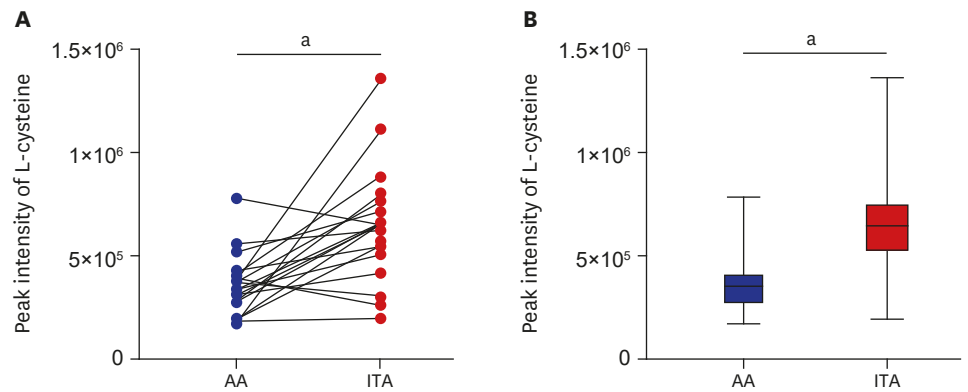 A
a
1.5×10⁶
1×10⁶
5×10⁵
0
Peak intensity of L-cysteine
AA ITA
B
a
1.5×10⁶
1×10⁶
5×10⁵
0
Peak intensity of L-cysteine
AA ITA